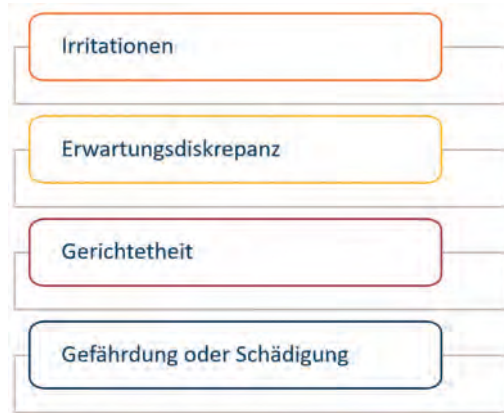 Irritationen
Erwartungsdiskrepanz
Gerichtetheit
Gefährdung oder Schädigung